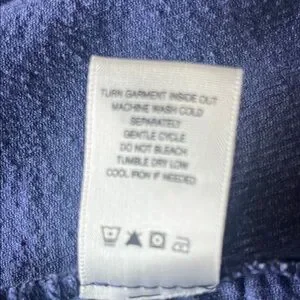 TURN GARMENT INSIDE OUT
MACHINE WASH COLD
SEPARATELY
GENTLE CYCLE
DO NOT BLEACH
TUMBLE DRY LOW
COOL IRON IF NEEDED